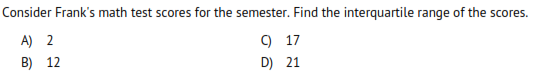 Consider Frank's math test scores for the semester. Find the interquartile range of the scores.
A) 2 C) 17
B) 12 D) 21